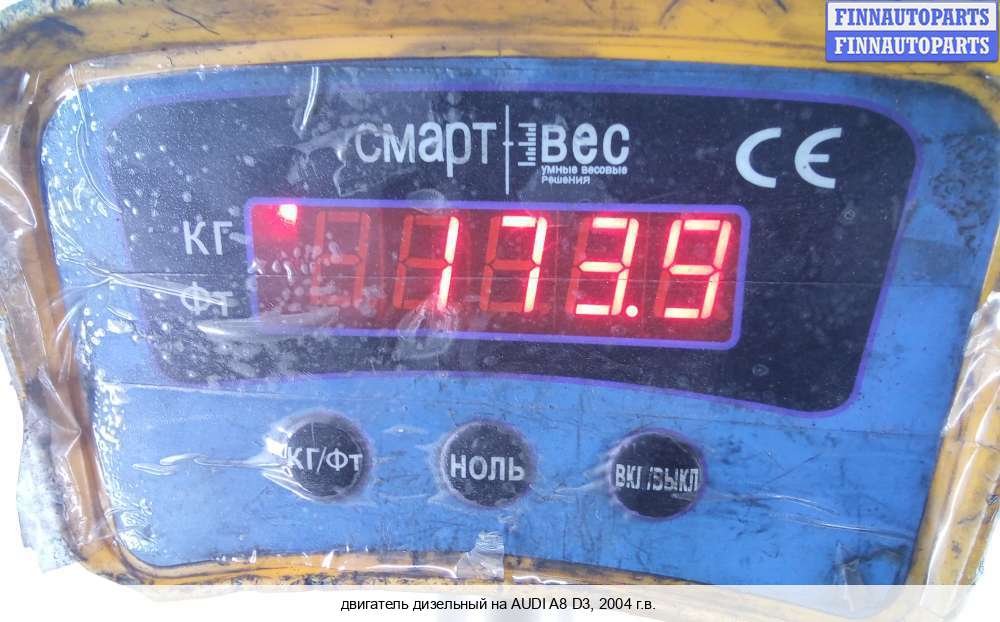 FINNAUTOPARTS
FINNAUTOPARTS
смарт вес
умные весовые
решения
CE
КГ
ФТ
173.9
КГ/ФТ
НОЛЬ
ВКЛ/ВЫКЛ
двигатель дизельный на AUDI A8 D3, 2004 г.в.